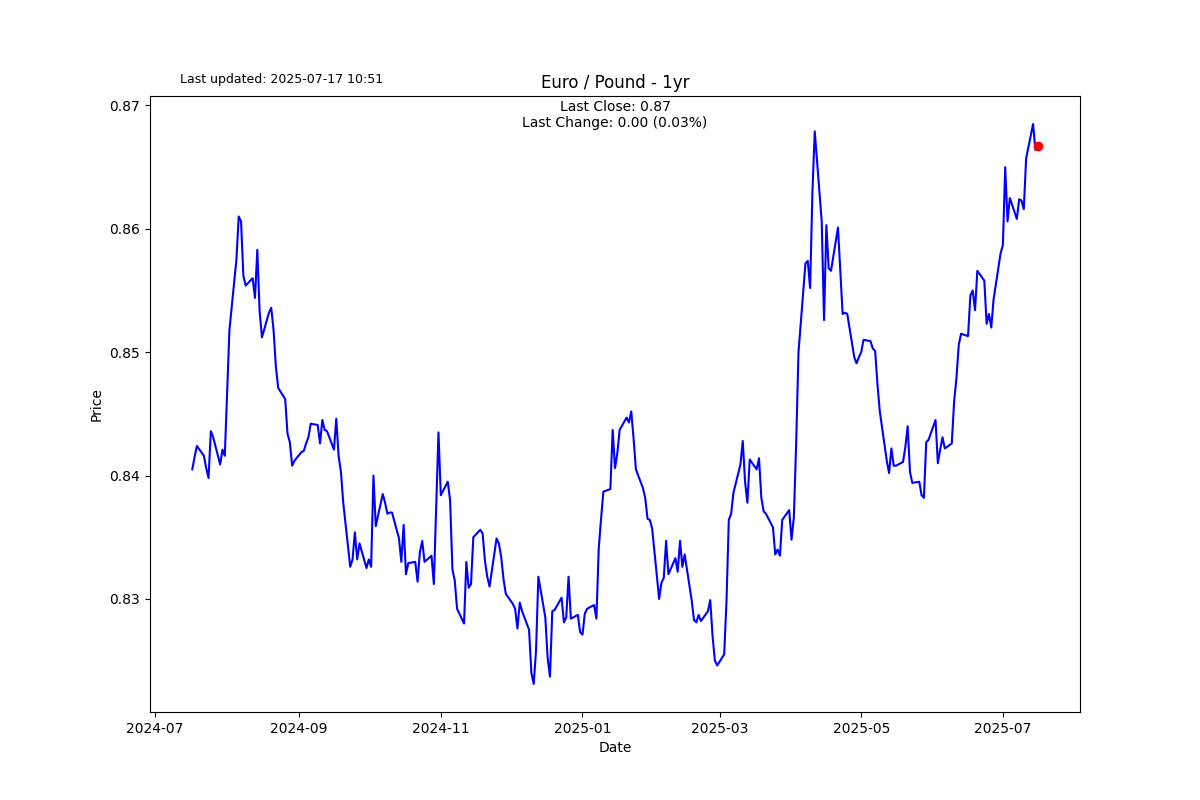 Last updated: 2025-07-17 10:51
Euro / Pound - 1yr
Last Close: 0.87
Last Change: 0.00 (0.03%)
0.87
0.86
0.85
0.84
0.83
Price
2024-07
2024-09
2024-11
2025-01
2025-03
2025-05
2025-07
Date